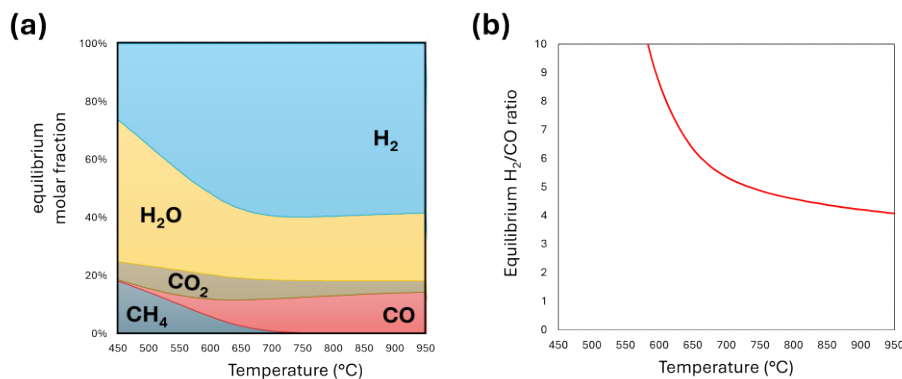 (a)
100%
80%
60%
40%
20%
0%
equilibrium
molar fraction
H₂
H₂O
CO₂
CH₄
CO
450 500 550 600 650 700 750 800 850 900 950
Temperature (°C)
(b)
10
9
8
7
6
5
4
3
2
1
0
Equilibrium H₂/CO ratio
450 500 550 600 650 700 750 800 850 900 950
Temperature (°C)